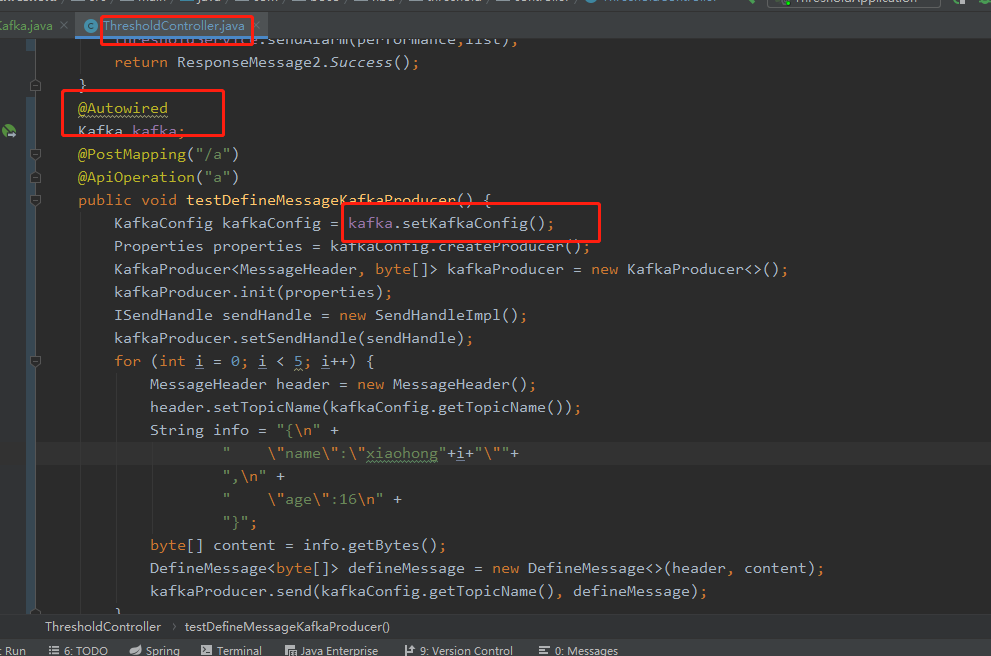 Kafka.java × ThresholdController.java ×
thresholdService.sendAlarm(performance,list);
return ResponseMessage2.Success();
}
@Autowired
Kafka kafka;
@PostMapping("/a")
@ApiOperation("a")
public void testDefineMessageKafkaProducer() {
KafkaConfig kafkaConfig = kafka.setKafkaConfig();
Properties properties = kafkaConfig.createProducer();
KafkaProducer<MessageHeader, byte[]> kafkaProducer = new KafkaProducer<>();
kafkaProducer.init(properties);
ISendHandle sendHandle = new SendHandleImpl();
kafkaProducer.setSendHandle(sendHandle);
for (int i = 0; i < 5; i++) {
MessageHeader header = new MessageHeader();
header.setTopicName(kafkaConfig.getTopicName());
String info = "{\n" +
"    \"name\":\"xiaohong"+i+"\""+
",\n" +
"    \"age\":16\n" +
"}";
byte[] content = info.getBytes();
DefineMessage<byte[]> defineMessage = new DefineMessage<>(header, content);
kafkaProducer.send(kafkaConfig.getTopicName(), defineMessage);
}
ThresholdController › testDefineMessageKafkaProducer()
: Run 6: TODO Spring Terminal Java Enterprise 9: Version Control 0: Messages